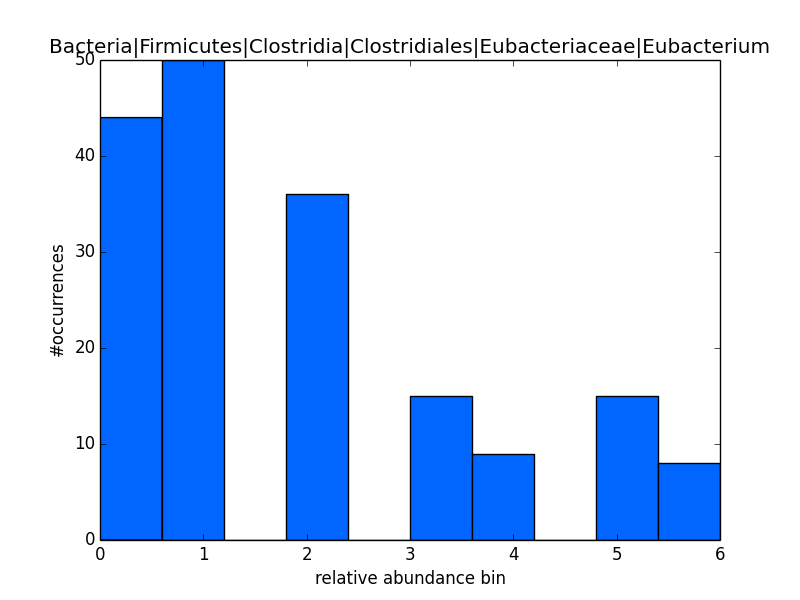 Bacteria|Firmicutes|Clostridia|Clostridiales|Eubacteriaceae|Eubacterium
50
40
30
20
10
0
#occurrences
0 1 2 3 4 5 6
relative abundance bin